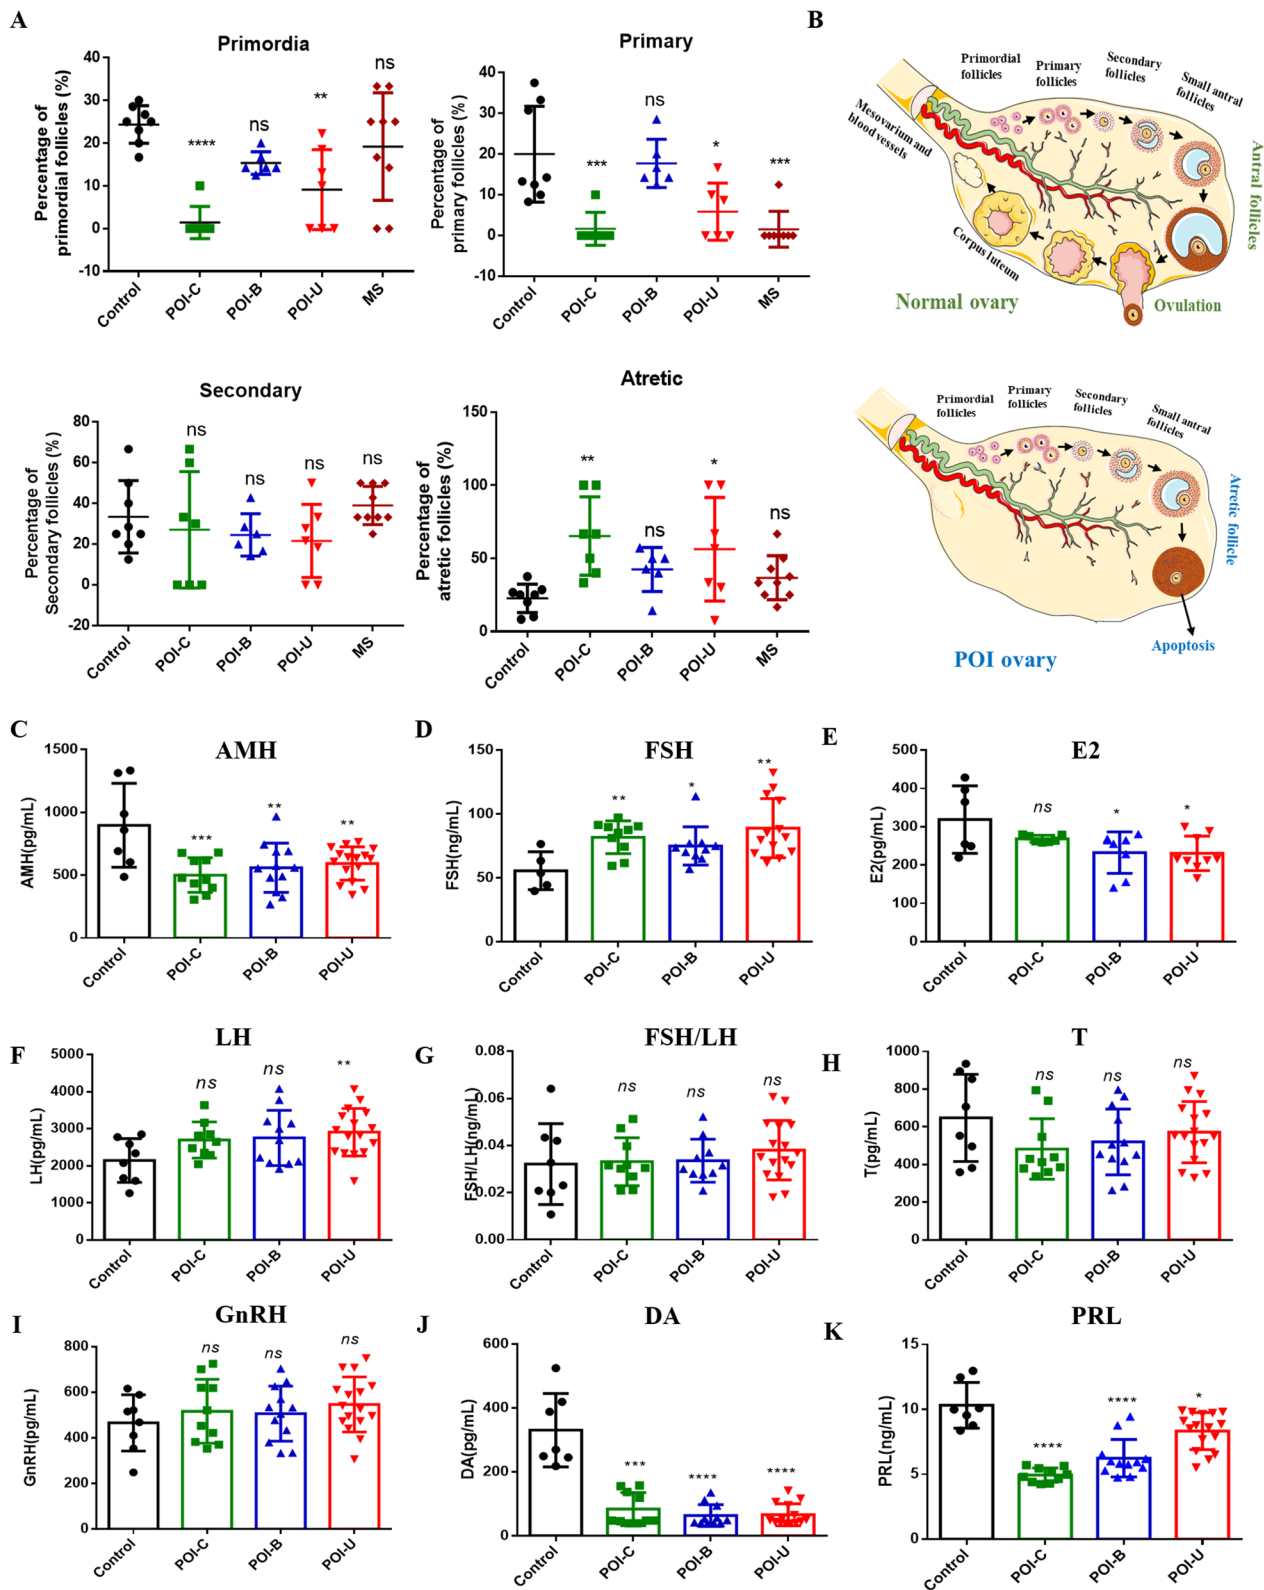 A
Primordia
Percentage of
primordial follicles (%)
40
30
20
10
0
-10
****
ns
**
ns
Control
POI-C
POI-B
POI-U
MS
Primary
Percentage of
primary follicles (%)
50
40
30
20
10
0
-10
***
ns
*
***
Control
POI-C
POI-B
POI-U
MS
Secondary
Percentage of
Secondary follicles (%)
80
60
40
20
0
-20
ns
ns
ns
ns
Control
POI-C
POI-B
POI-U
MS
Atretic
Percentage of
atretic follicles (%)
150
100
50
0
**
ns
*
ns
Control
POI-C
POI-B
POI-U
MS
B
Primordial
follicles
Primary
follicles
Secondary
follicles
Small antral
follicles
Antral follicles
Mesovarium and
blood vessels
Corpus luteum
Normal ovary
Ovulation
Primordial
follicles
Primary
follicles
Secondary
follicles
Small antral
follicles
Atretic follicle
Apoptosis
POI ovary
C
AMH
AMH(pg/mL)
1500
1000
500
0
***
**
**
Control
POI-C
POI-B
POI-U
D
FSH
FSH(ng/mL)
150
100
50
0
**
*
**
Control
POI-C
POI-B
POI-U
E
E2
E2(pg/mL)
500
400
300
200
100
0
ns
*
*
Control
POI-C
POI-B
POI-U
F
LH
LH(pg/mL)
5000
4000
3000
2000
1000
0
ns
ns
**
Control
POI-C
POI-B
POI-U
G
FSH/LH
FSH/LH(ng/mL)
0.08
0.06
0.04
0.02
0.00
ns
ns
ns
Control
POI-C
POI-B
POI-U
H
T
T(pg/mL)
1000
800
600
400
200
0
ns
ns
ns
Control
POI-C
POI-B
POI-U
I
GnRH
GnRH(pg/mL)
800
600
400
200
0
ns
ns
ns
Control
POI-C
POI-B
POI-U
J
DA
DA(pg/mL)
600
400
200
0
***
****
****
Control
POI-C
POI-B
POI-U
K
PRL
PRL(ng/mL)
15
10
5
0
****
****
*
Control
POI-C
POI-B
POI-U